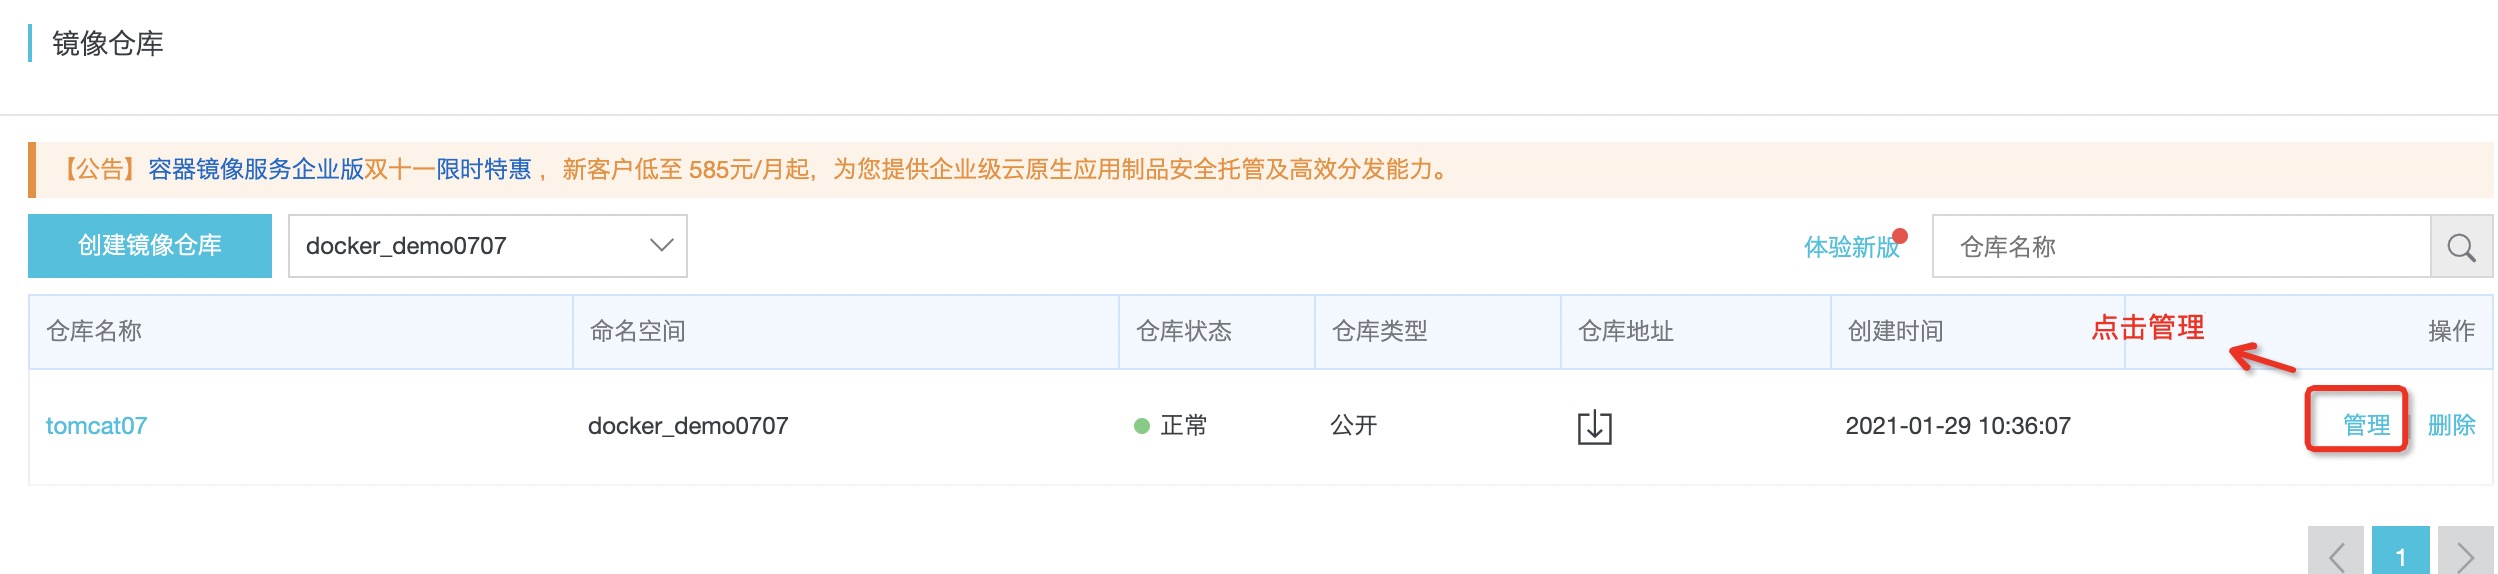 镜像仓库
【公告】容器镜像服务企业版双十一限时特惠，新客户低至 585元/月起，为您提供企业级云原生应用制品安全托管及高效分发能力。
创建镜像仓库 docker_demo0707 体验新版 仓库名称
仓库名称 命名空间 仓库状态 仓库类型 仓库地址 创建时间 点击管理 操作
tomcat07 docker_demo0707 正常 公开 2021-01-29 10:36:07 管理 删除
1